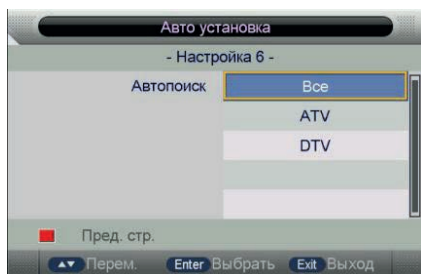 Авто установка
- Настройка 6 -
Автопоиск Все
ATV
DTV
Пред. стр.
Перем. Enter Выбрать Exit Выход